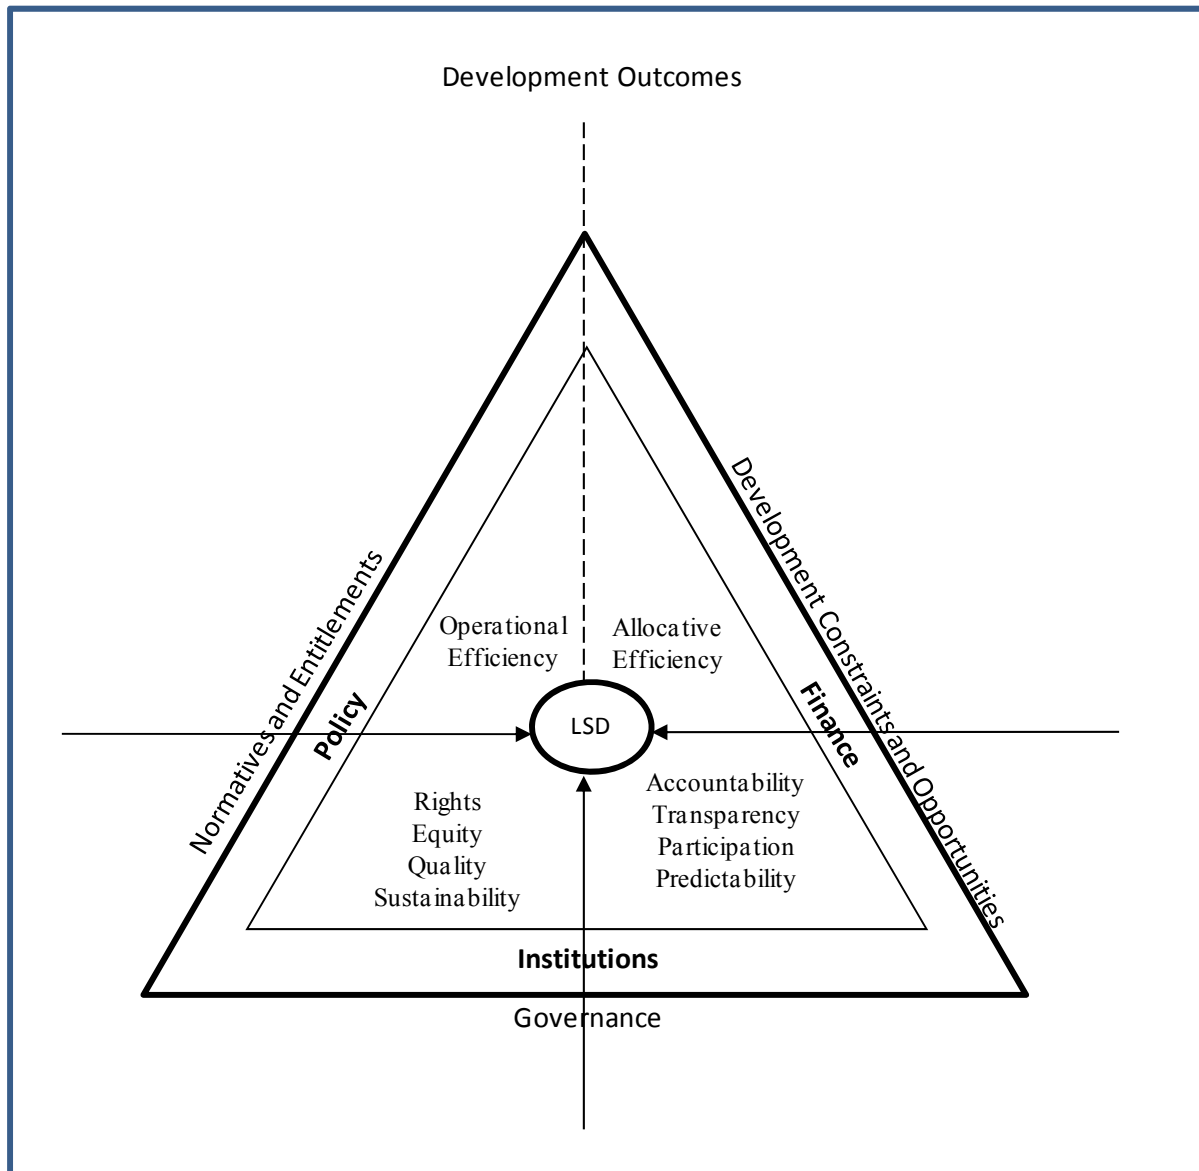 Development Outcomes
Normatives and Entitlements
Development Constraints and Opportunities
Operational
Efficiency
Allocative
Efficiency
Policy
LSD
Finance
Rights
Equity
Quality
Sustainability
Accountability
Transparency
Participation
Predictability
Institutions
Governance